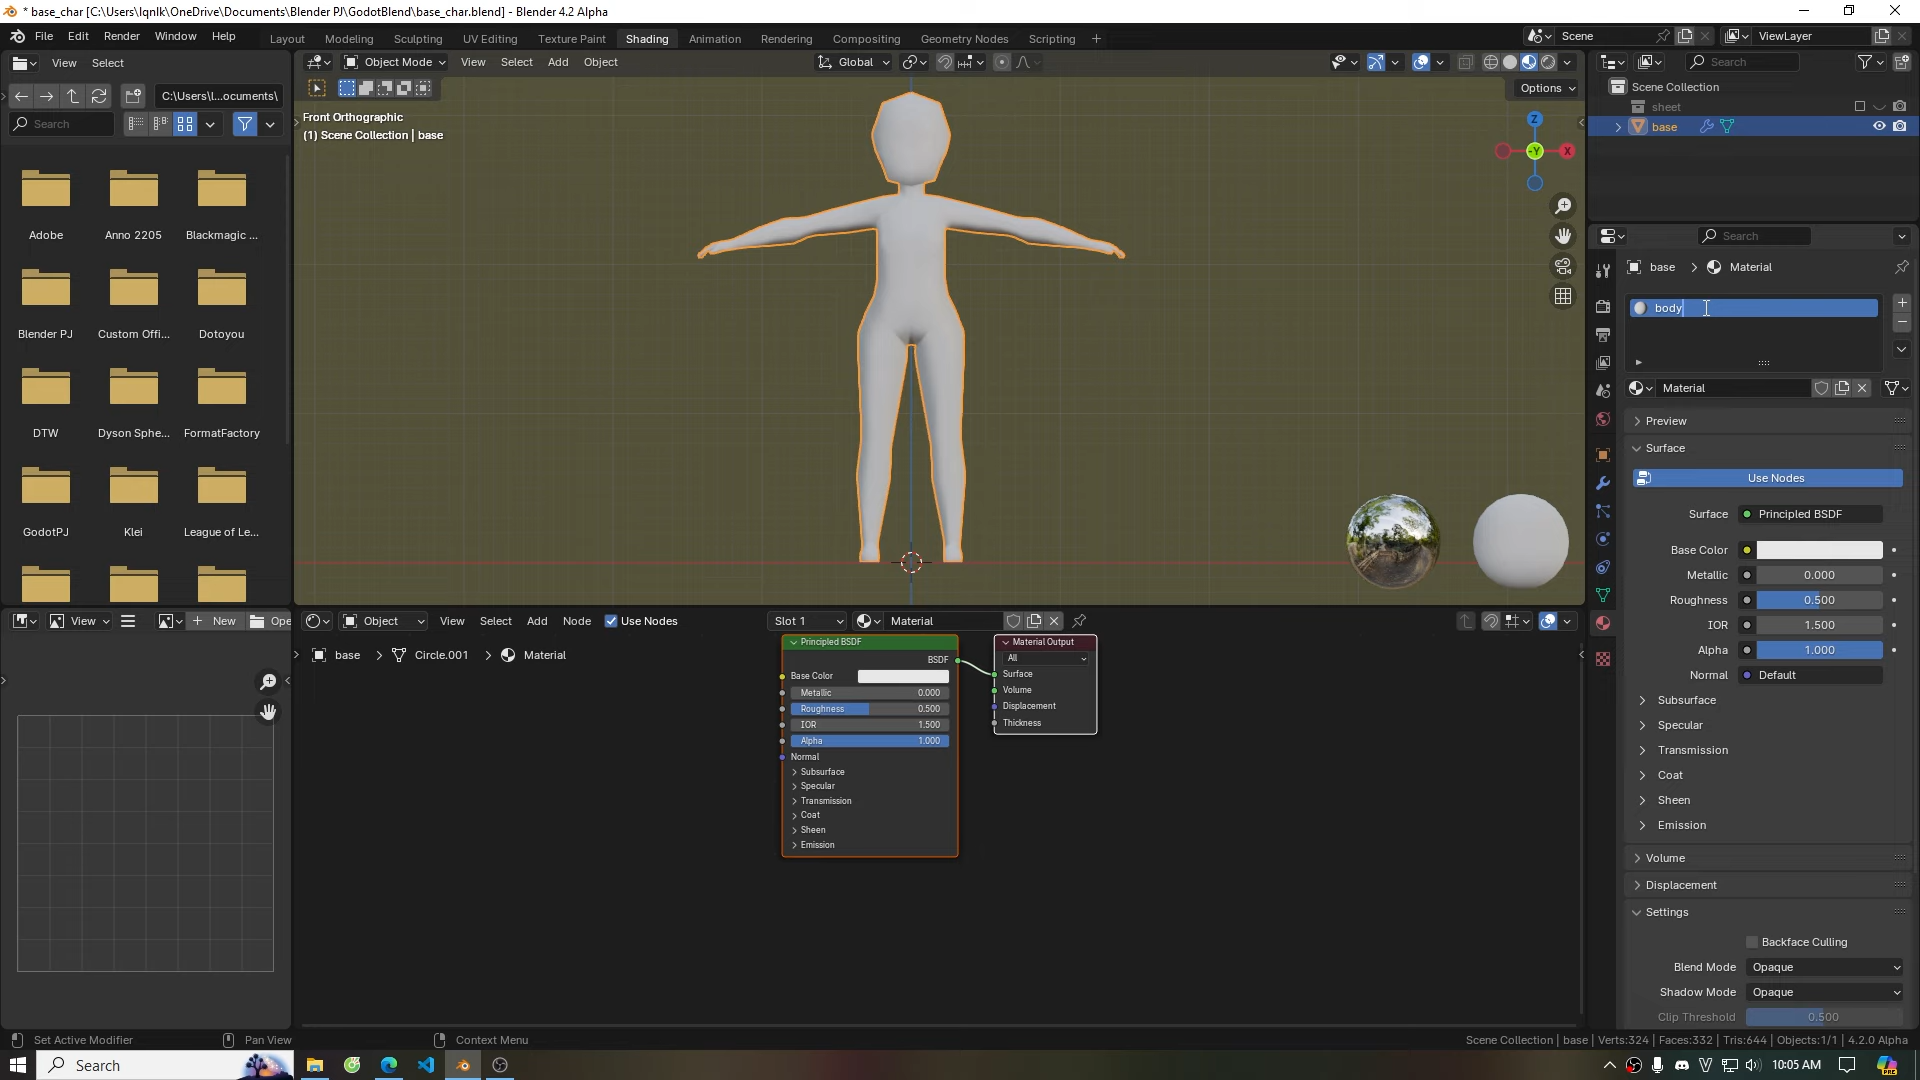 * base_char [C:\Users\lqnlk\OneDrive\Documents\Blender PJ\GodotBlend\base_char.blend] - Blender 4.2 Alpha
File Edit Render Window Help Layout Modeling Sculpting UV Editing Texture Paint Shading Animation Rendering Compositing Geometry Nodes Scripting + Scene ViewLayer
View Select
Object Mode View Select Add Object Global
Search
C:\Users\l...ocuments\
Search
Options
Scene Collection
sheet
base
Front Orthographic
(1) Scene Collection | base
Z
-Y
X
Adobe Anno 2205 Blackmagic ...
Blender PJ Custom Offi... Dotoyou
DTW Dyson Sphe... FormatFactory
GodotPJ Klei League of Le...
Search
base > Material
body
Material
Preview
Surface
Use Nodes
Surface Principled BSDF
Base Color
Metallic 0.000
Roughness 0.500
IOR 1.500
Alpha 1.000
Normal Default
Subsurface
Specular
Transmission
Coat
Sheen
Emission
Volume
Displacement
Settings
Backface Culling
Blend Mode Opaque
Shadow Mode Opaque
Clip Threshold 0.500
View + New Ope
Object View Select Add Node Use Nodes Slot 1 Material
base > Circle.001 > Material
Principled BSDF
BSDF
Base Color
Metallic 0.000
Roughness 0.500
IOR 1.500
Alpha 1.000
Normal
Subsurface
Specular
Transmission
Coat
Sheen
Emission
Material Output
All
Surface
Volume
Displacement
Thickness
Set Active Modifier Pan View Context Menu Scene Collection | base | Verts:324 | Faces:332 | Tris:644 | Objects:1/1 | 4.2.0 Alpha
Search 10:05 AM